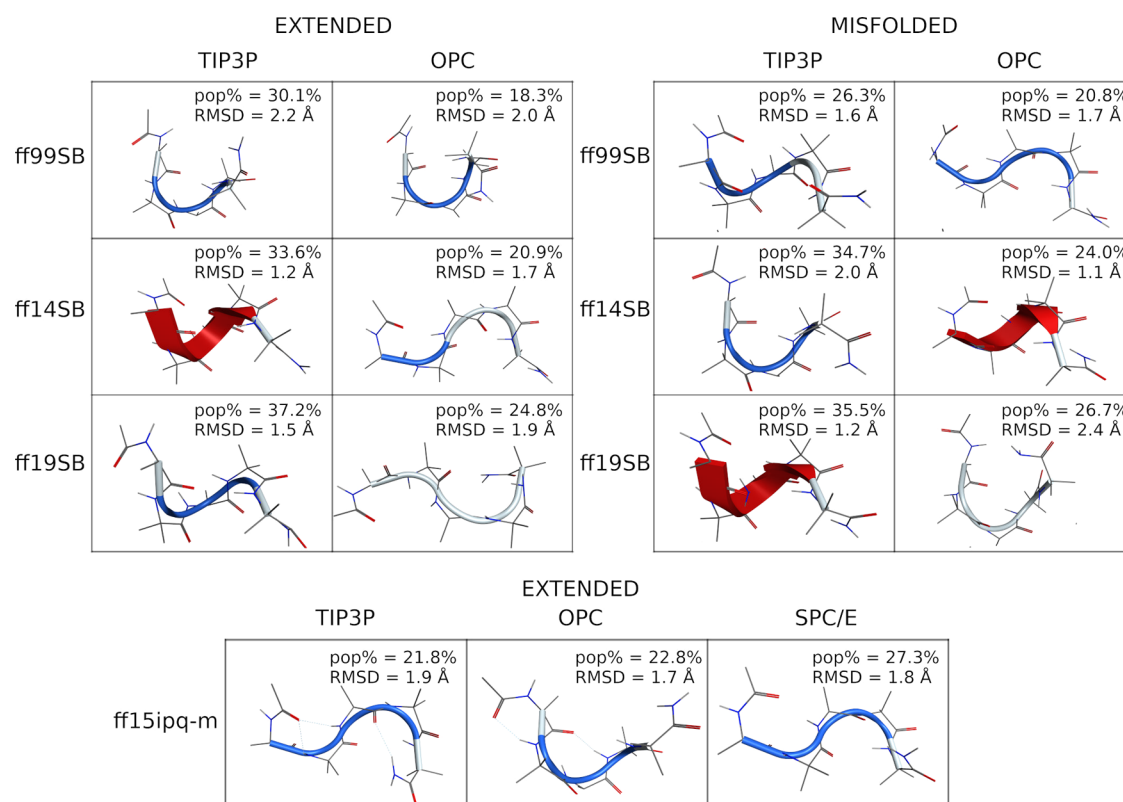 EXTENDED
TIP3P OPC
ff99SB
pop% = 30.1%
RMSD = 2.2 Å
pop% = 18.3%
RMSD = 2.0 Å
ff14SB
pop% = 33.6%
RMSD = 1.2 Å
pop% = 20.9%
RMSD = 1.7 Å
ff19SB
pop% = 37.2%
RMSD = 1.5 Å
pop% = 24.8%
RMSD = 1.9 Å
MISFOLDED
TIP3P OPC
ff99SB
pop% = 26.3%
RMSD = 1.6 Å
pop% = 20.8%
RMSD = 1.7 Å
ff14SB
pop% = 34.7%
RMSD = 2.0 Å
pop% = 24.0%
RMSD = 1.1 Å
ff19SB
pop% = 35.5%
RMSD = 1.2 Å
pop% = 26.7%
RMSD = 2.4 Å
EXTENDED
TIP3P OPC SPC/E
ff15ipq-m
pop% = 21.8%
RMSD = 1.9 Å
pop% = 22.8%
RMSD = 1.7 Å
pop% = 27.3%
RMSD = 1.8 Å